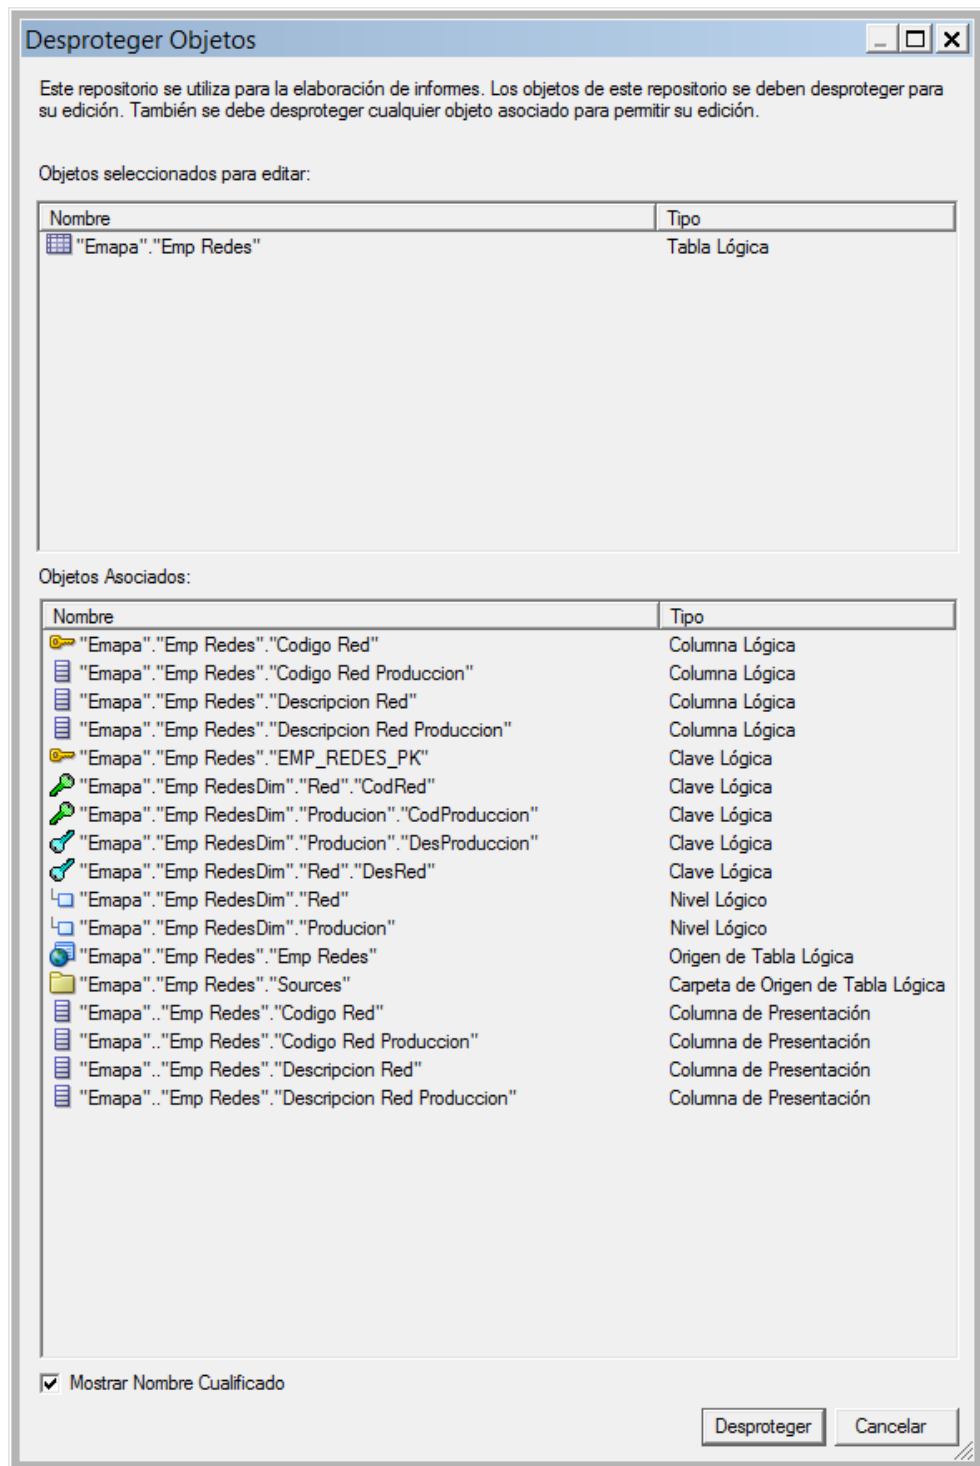 Desproteger Objetos
Este repositorio se utiliza para la elaboración de informes. Los objetos de este repositorio se deben desproteger para
su edición. También se debe desproteger cualquier objeto asociado para permitir su edición.
Objetos seleccionados para editar:
Nombre Tipo
"Emapa"."Emp Redes" Tabla Lógica
Objetos Asociados:
Nombre Tipo
"Emapa"."Emp Redes"."Codigo Red" Columna Lógica
"Emapa"."Emp Redes"."Codigo Red Produccion" Columna Lógica
"Emapa"."Emp Redes"."Descripcion Red" Columna Lógica
"Emapa"."Emp Redes"."Descripcion Red Produccion" Columna Lógica
"Emapa"."Emp Redes"."EMP_REDES_PK" Clave Lógica
"Emapa"."Emp RedesDim"."Red"."CodRed" Clave Lógica
"Emapa"."Emp RedesDim"."Producion"."CodProduccion" Clave Lógica
"Emapa"."Emp RedesDim"."Producion"."DesProduccion" Clave Lógica
"Emapa"."Emp RedesDim"."Red"."DesRed" Clave Lógica
"Emapa"."Emp RedesDim"."Red" Nivel Lógico
"Emapa"."Emp RedesDim"."Producion" Nivel Lógico
"Emapa"."Emp Redes"."Emp Redes" Origen de Tabla Lógica
"Emapa"."Emp Redes"."Sources" Carpeta de Origen de Tabla Lógica
"Emapa".."Emp Redes"."Codigo Red" Columna de Presentación
"Emapa".."Emp Redes"."Codigo Red Produccion" Columna de Presentación
"Emapa".."Emp Redes"."Descripcion Red" Columna de Presentación
"Emapa".."Emp Redes"."Descripcion Red Produccion" Columna de Presentación
Mostrar Nombre Cualificado
Desproteger Cancelar